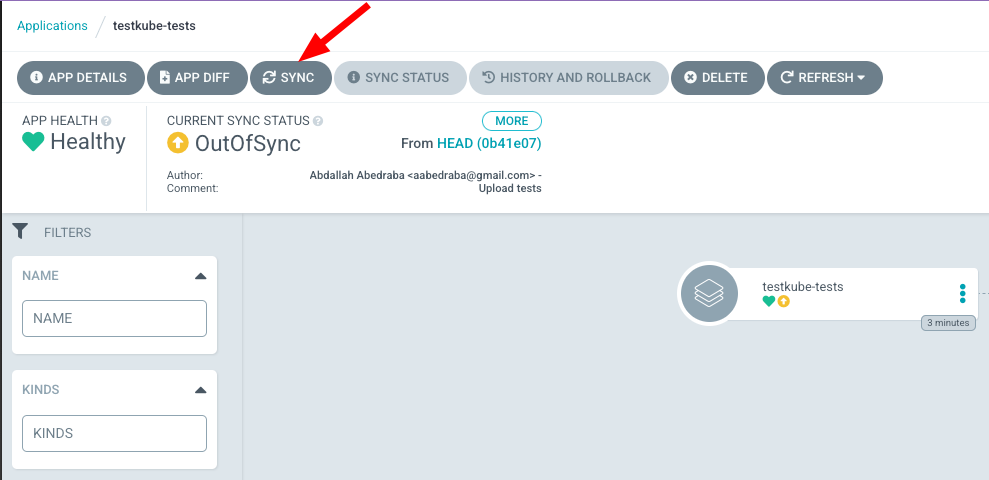 Applications / testkube-tests
APP DETAILS APP DIFF SYNC SYNC STATUS HISTORY AND ROLLBACK DELETE REFRESH
APP HEALTH
Healthy
CURRENT SYNC STATUS
MORE
OutOfSync
From HEAD (0b41e07)
Author: Abdallah Abedraba <aabedraba@gmail.com> -
Comment: Upload tests
FILTERS
NAME
NAME
KINDS
KINDS
testkube-tests
3 minutes